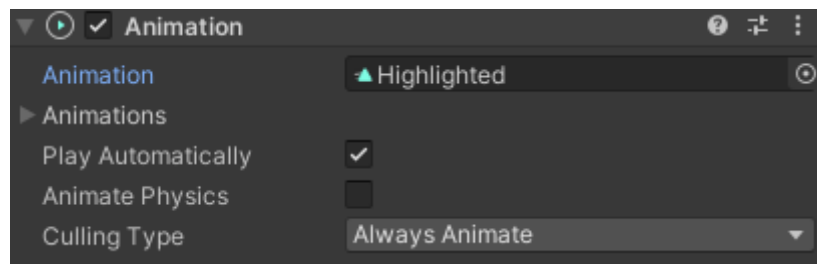 Animation
Animation Highlighted
Animations
Play Automatically
Animate Physics
Culling Type Always Animate